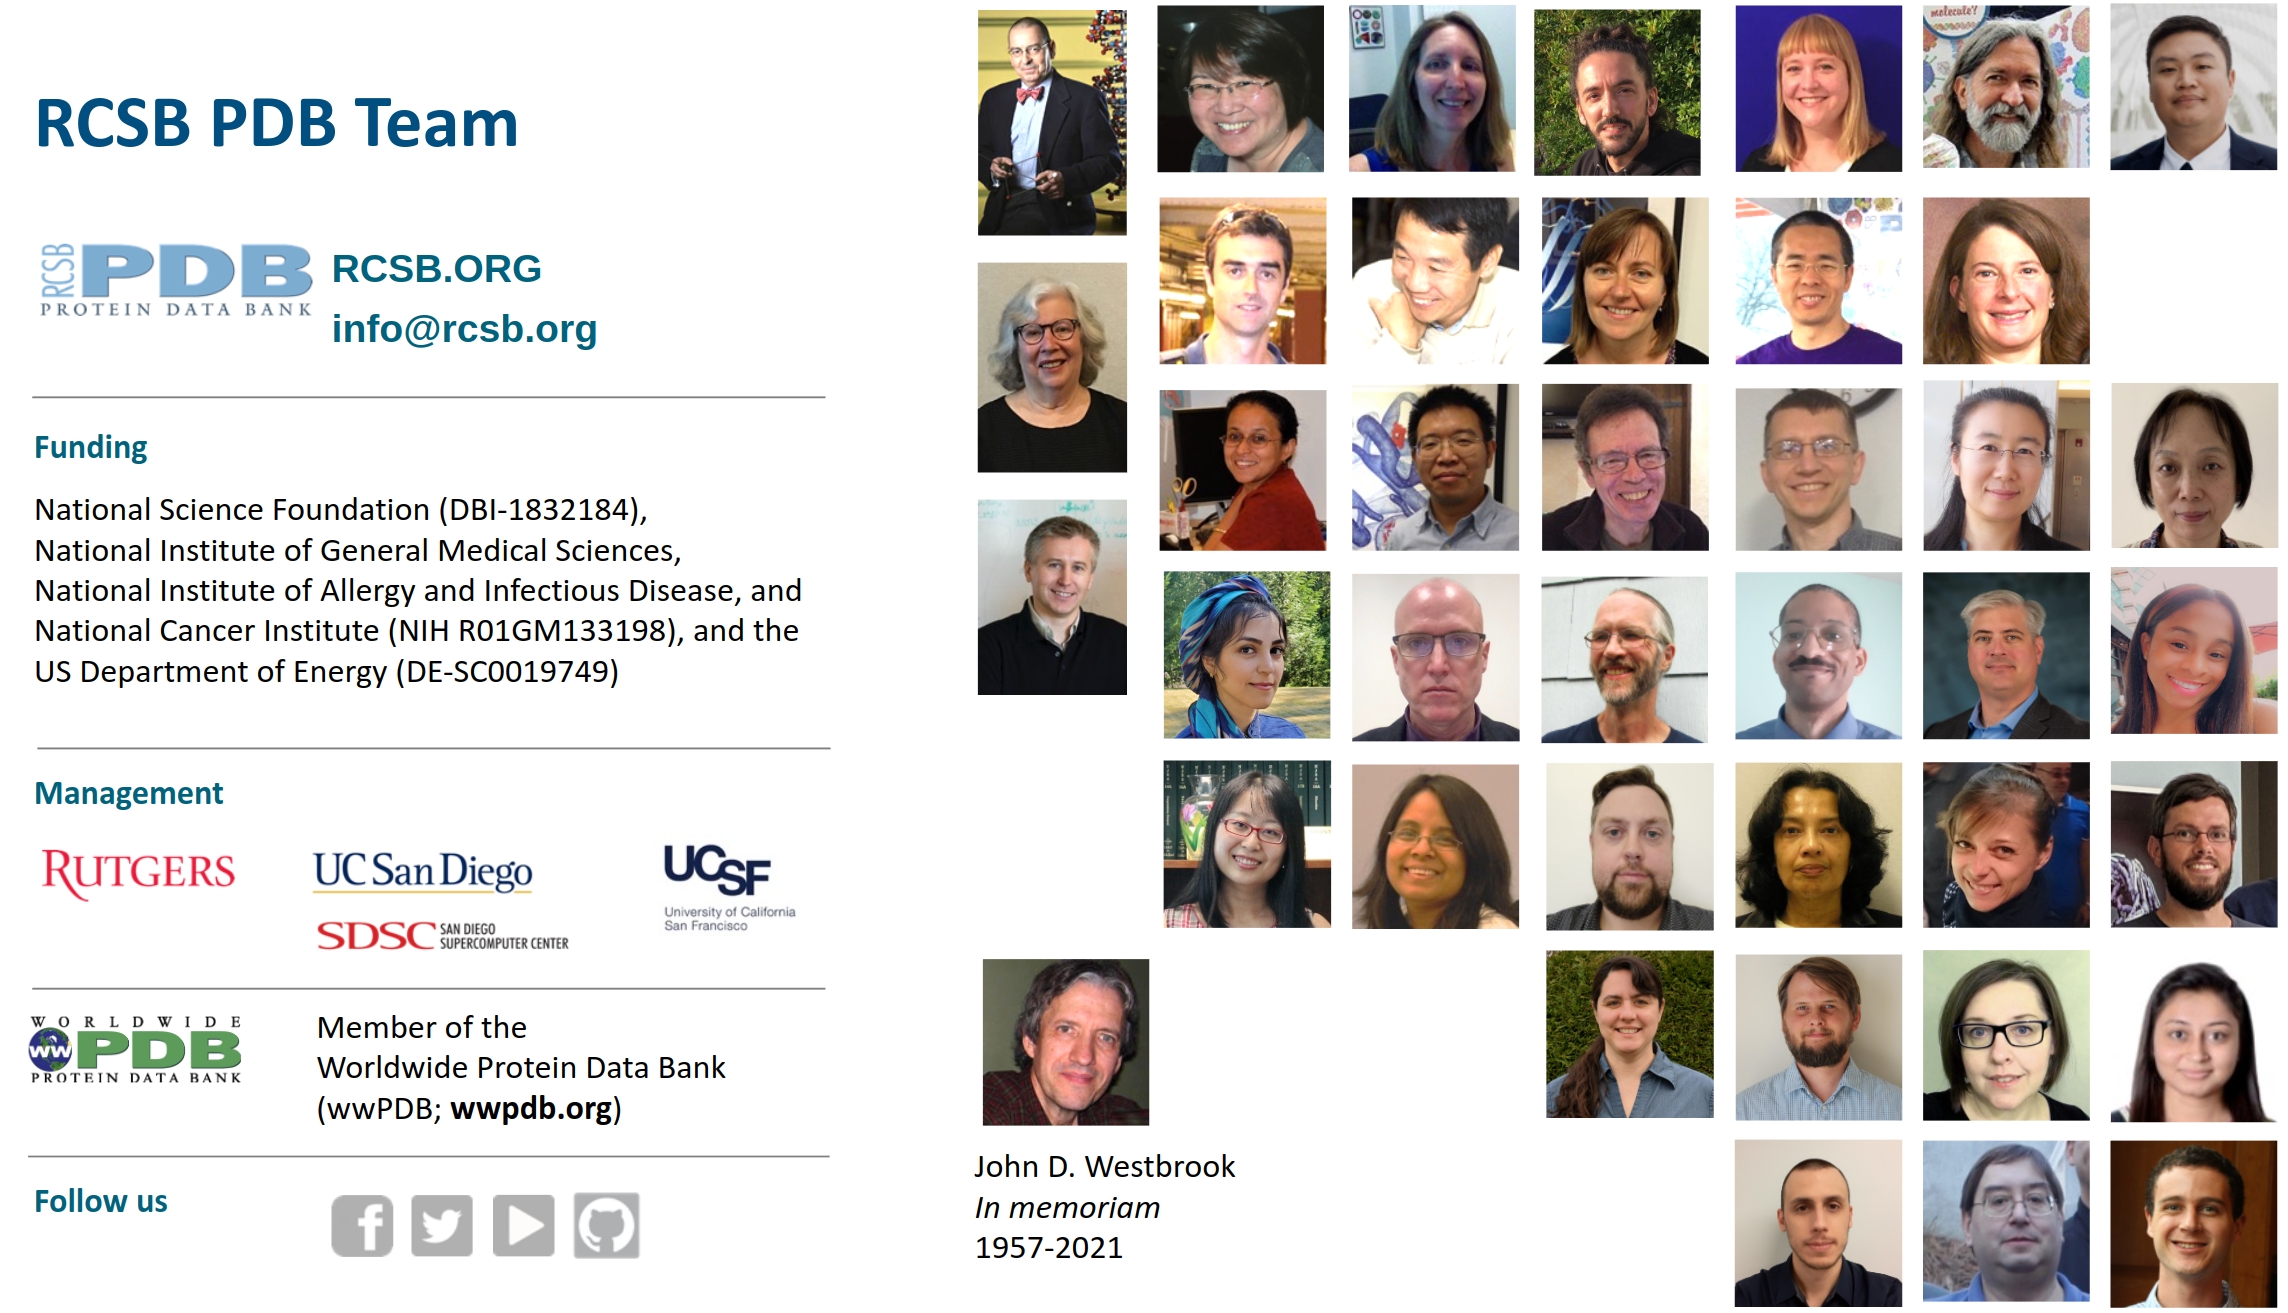 RCSB PDB Team
RCSB PDB
PROTEIN DATA BANK
RCSB.ORG
info@rcsb.org
Funding
National Science Foundation (DBI-1832184),
National Institute of General Medical Sciences,
National Institute of Allergy and Infectious Disease, and
National Cancer Institute (NIH R01GM133198), and the
US Department of Energy (DE-SC0019749)
Management
RUTGERS
UC San Diego
SDSC SAN DIEGO
SUPERCOMPUTER CENTER
UCSF
University of California
San Francisco
WORLDWIDE
ww PDB
PROTEIN DATA BANK
Member of the
Worldwide Protein Data Bank
(wwPDB; wwpdb.org)
Follow us
molecule?
John D. Westbrook
In memoriam
1957-2021